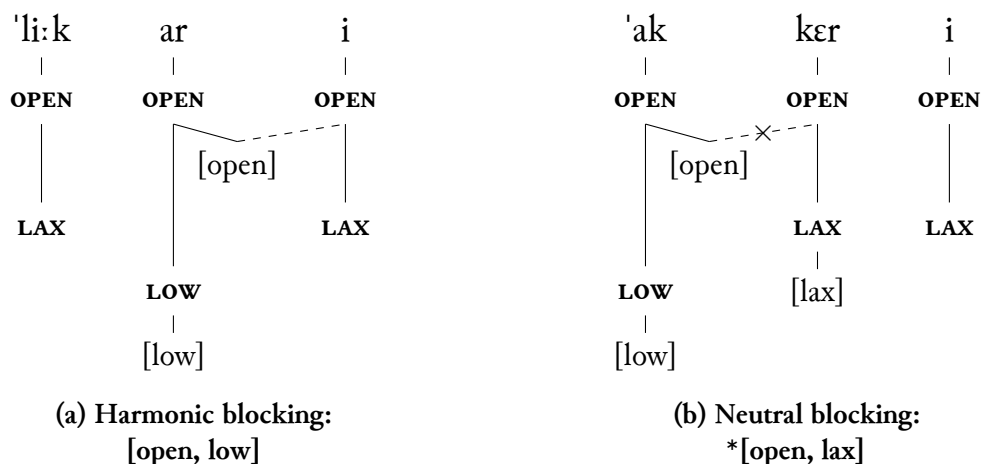 ˈliːk ar i ˈak kɛr i
OPEN OPEN OPEN OPEN OPEN OPEN
[open] [open]
LAX LAX LAX LAX
LOW LOW [lax]
[low] [low]
(a) Harmonic blocking:
[open, low]
(b) Neutral blocking:
*[open, lax]